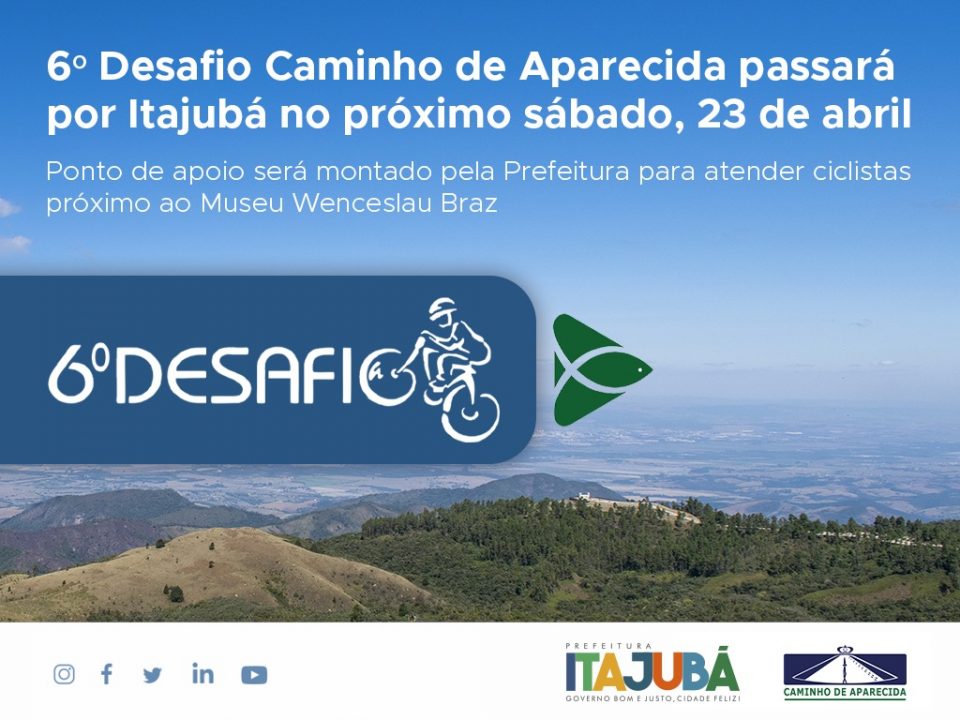 6º Desafio Caminho de Aparecida passará
por Itajubá no próximo sábado, 23 de abril
Ponto de apoio será montado pela Prefeitura para atender ciclistas
próximo ao Museu Wenceslau Braz
6º DESAFIO
PREFEITURA
ITAJUBÁ
GOVERNO BOM E JUSTO, CIDADE FELIZ!
CAMINHO DE APARECIDA